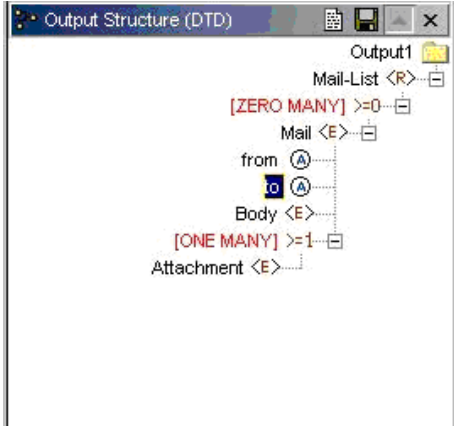 Output Structure (DTD)
Output1
Mail-List <R>
[ZERO MANY] >=0
Mail <E>
from A
to A
Body <E>
[ONE MANY] >=1
Attachment <E>